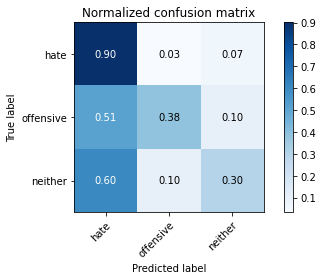 Normalized confusion matrix
True label
hate
0.90 0.03 0.07
offensive
0.51 0.38 0.10
neither
0.60 0.10 0.30
hate
offensive
neither
Predicted label
0.9
0.8
0.7
0.6
0.5
0.4
0.3
0.2
0.1